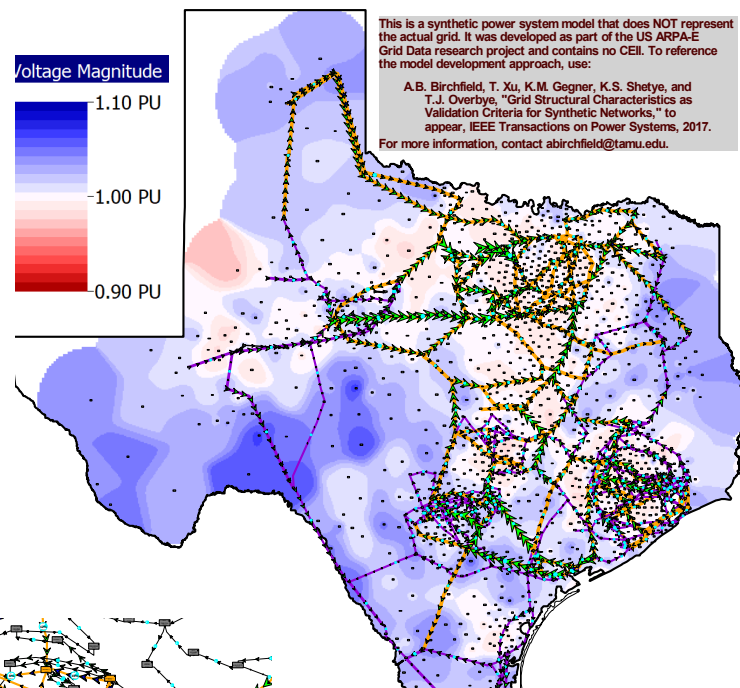 This is a synthetic power system model that does NOT represent
the actual grid. It was developed as part of the US ARPA-E
Grid Data research project and contains no CEII. To reference
the model development approach, use:
A.B. Birchfield, T. Xu, K.M. Gegner, K.S. Shetye, and
T.J. Overbye, "Grid Structural Characteristics as
Validation Criteria for Synthetic Networks," to
appear, IEEE Transactions on Power Systems, 2017.
For more information, contact abirchfield@tamu.edu.
Voltage Magnitude
1.10 PU
1.00 PU
0.90 PU